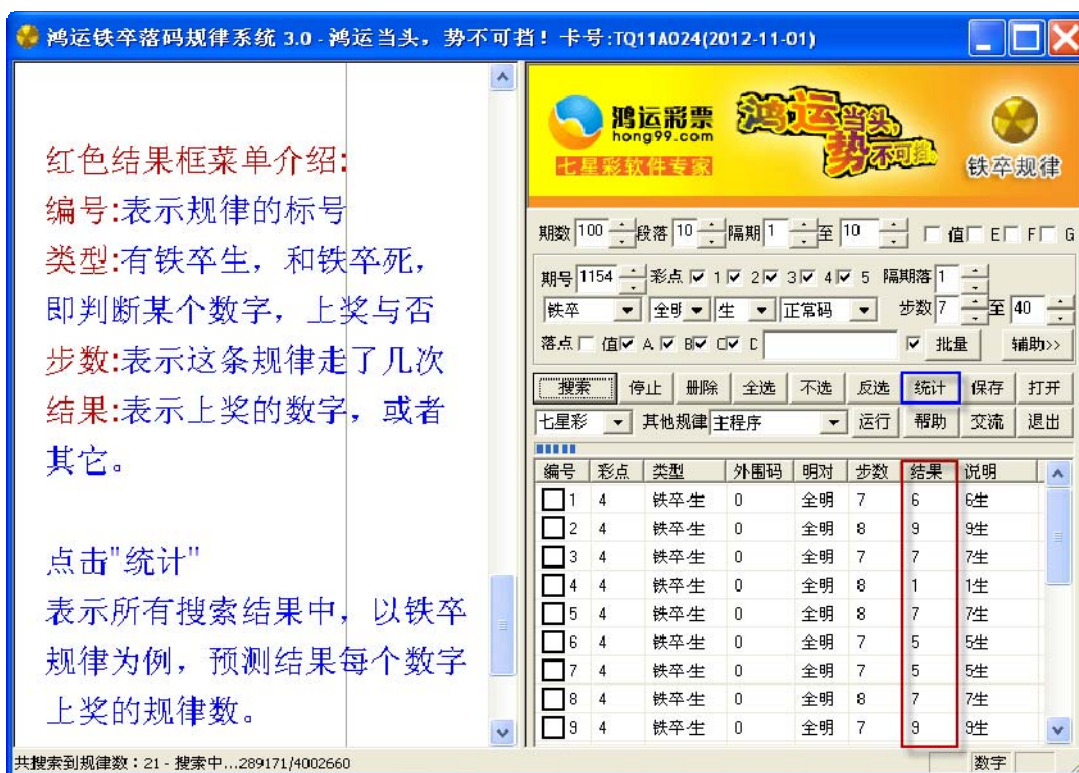 鸿运铁卒落码规律系统 3.0 - 鸿运当头，势不可挡！卡号:TQ11A024(2012-11-01)
红色结果框菜单介绍:
编号:表示规律的标号
类型:有铁卒生，和铁卒死，
即判断某个数字，上奖与否
步数:表示这条规律走了几次
结果:表示上奖的数字，或者
其它。
点击"统计"
表示所有搜索结果中，以铁卒
规律为例，预测结果每个数字
上奖的规律数。
鸿运彩票
hong99.com
七星彩软件专家
鸿运当头，
势不可挡
铁卒规律
期数 100 段落 10 隔期 1 至 10 值 E F G
期号 1154 彩点 1 2 3 4 5 隔期落 1
铁卒 全明 生 正常码 步数 7 至 40
落点 值 A B C D 批量 辅助>>
搜索 停止 删除 全选 不选 反选 统计 保存 打开
七星彩 其他规律 主程序 运行 帮助 交流 退出
编号 彩点 类型 外围码 明对 步数 结果 说明
1 4 铁卒生 0 全明 7 6 6生
2 4 铁卒生 0 全明 8 9 9生
3 4 铁卒生 0 全明 7 7 7生
4 4 铁卒生 0 全明 8 1 1生
5 4 铁卒生 0 全明 8 7 7生
6 4 铁卒生 0 全明 7 5 5生
7 4 铁卒生 0 全明 7 5 5生
8 4 铁卒生 0 全明 8 7 7生
9 4 铁卒生 0 全明 7 9 9生
共搜索到规律数：21 - 搜索中...289171/4002660 数字